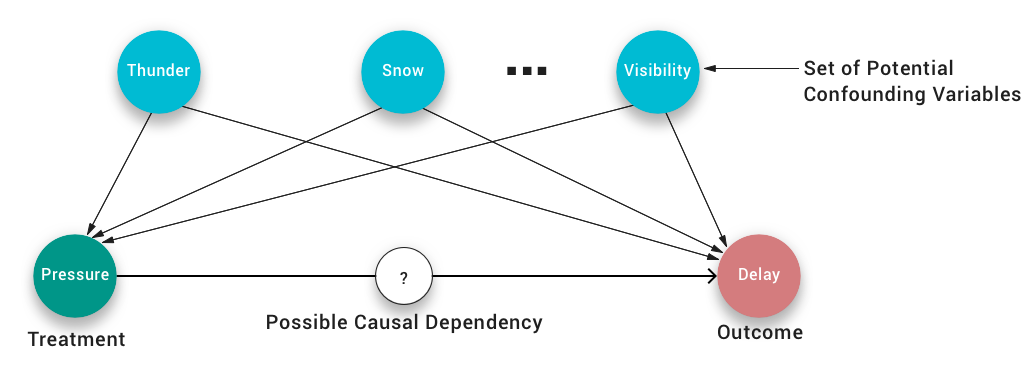 Thunder
Snow
Visibility
Set of Potential
Confounding Variables
Pressure
?
Delay
Possible Causal Dependency
Treatment
Outcome